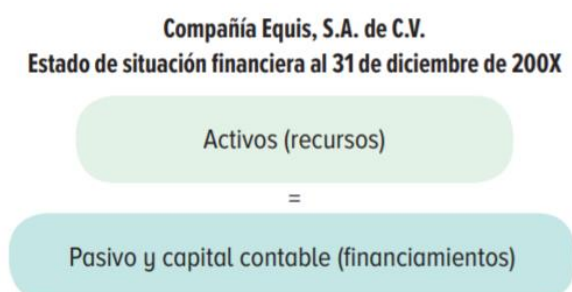 Compañía Equis, S.A. de C.V.
Estado de situación financiera al 31 de diciembre de 200X
Activos (recursos)
=
Pasivo y capital contable (financiamientos)